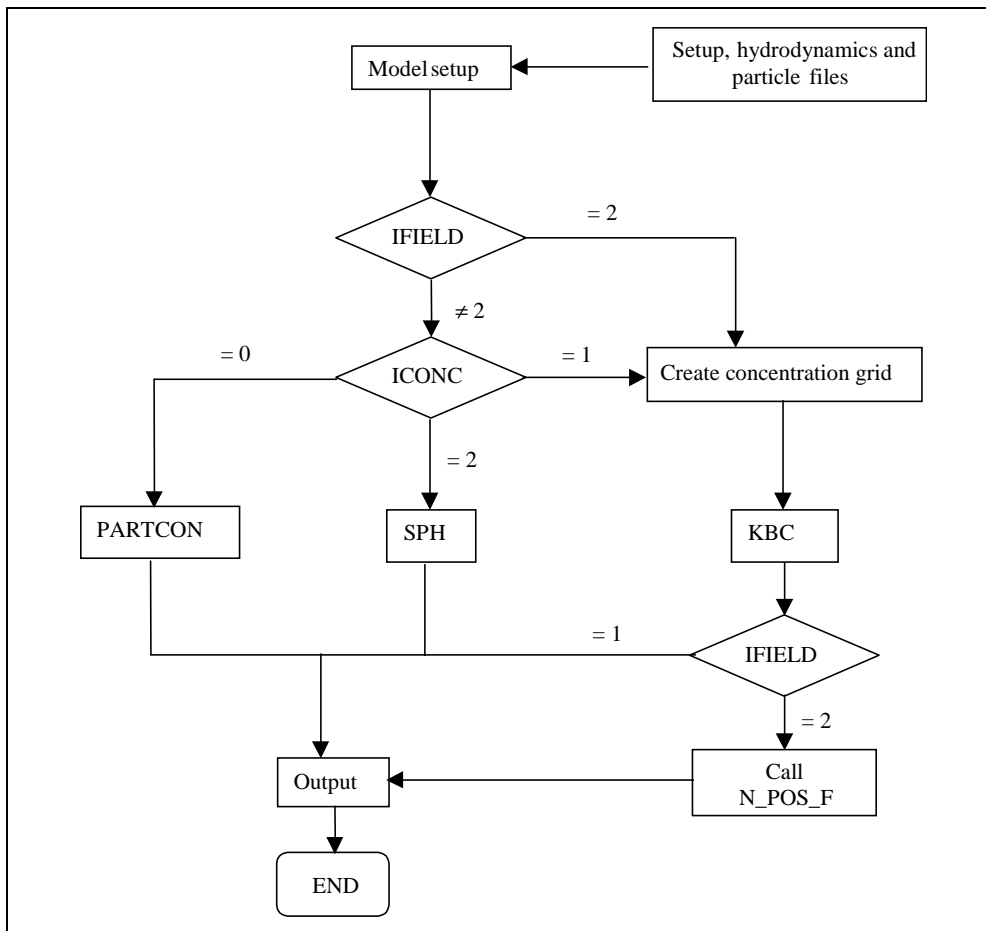 Model setup
Setup, hydrodynamics and
particle files
IFIELD
= 2
≠ 2
= 0
ICONC
= 1
Create concentration grid
= 2
PARTCON
SPH
KBC
= 1
IFIELD
= 2
Output
Call
N_POS_F
END